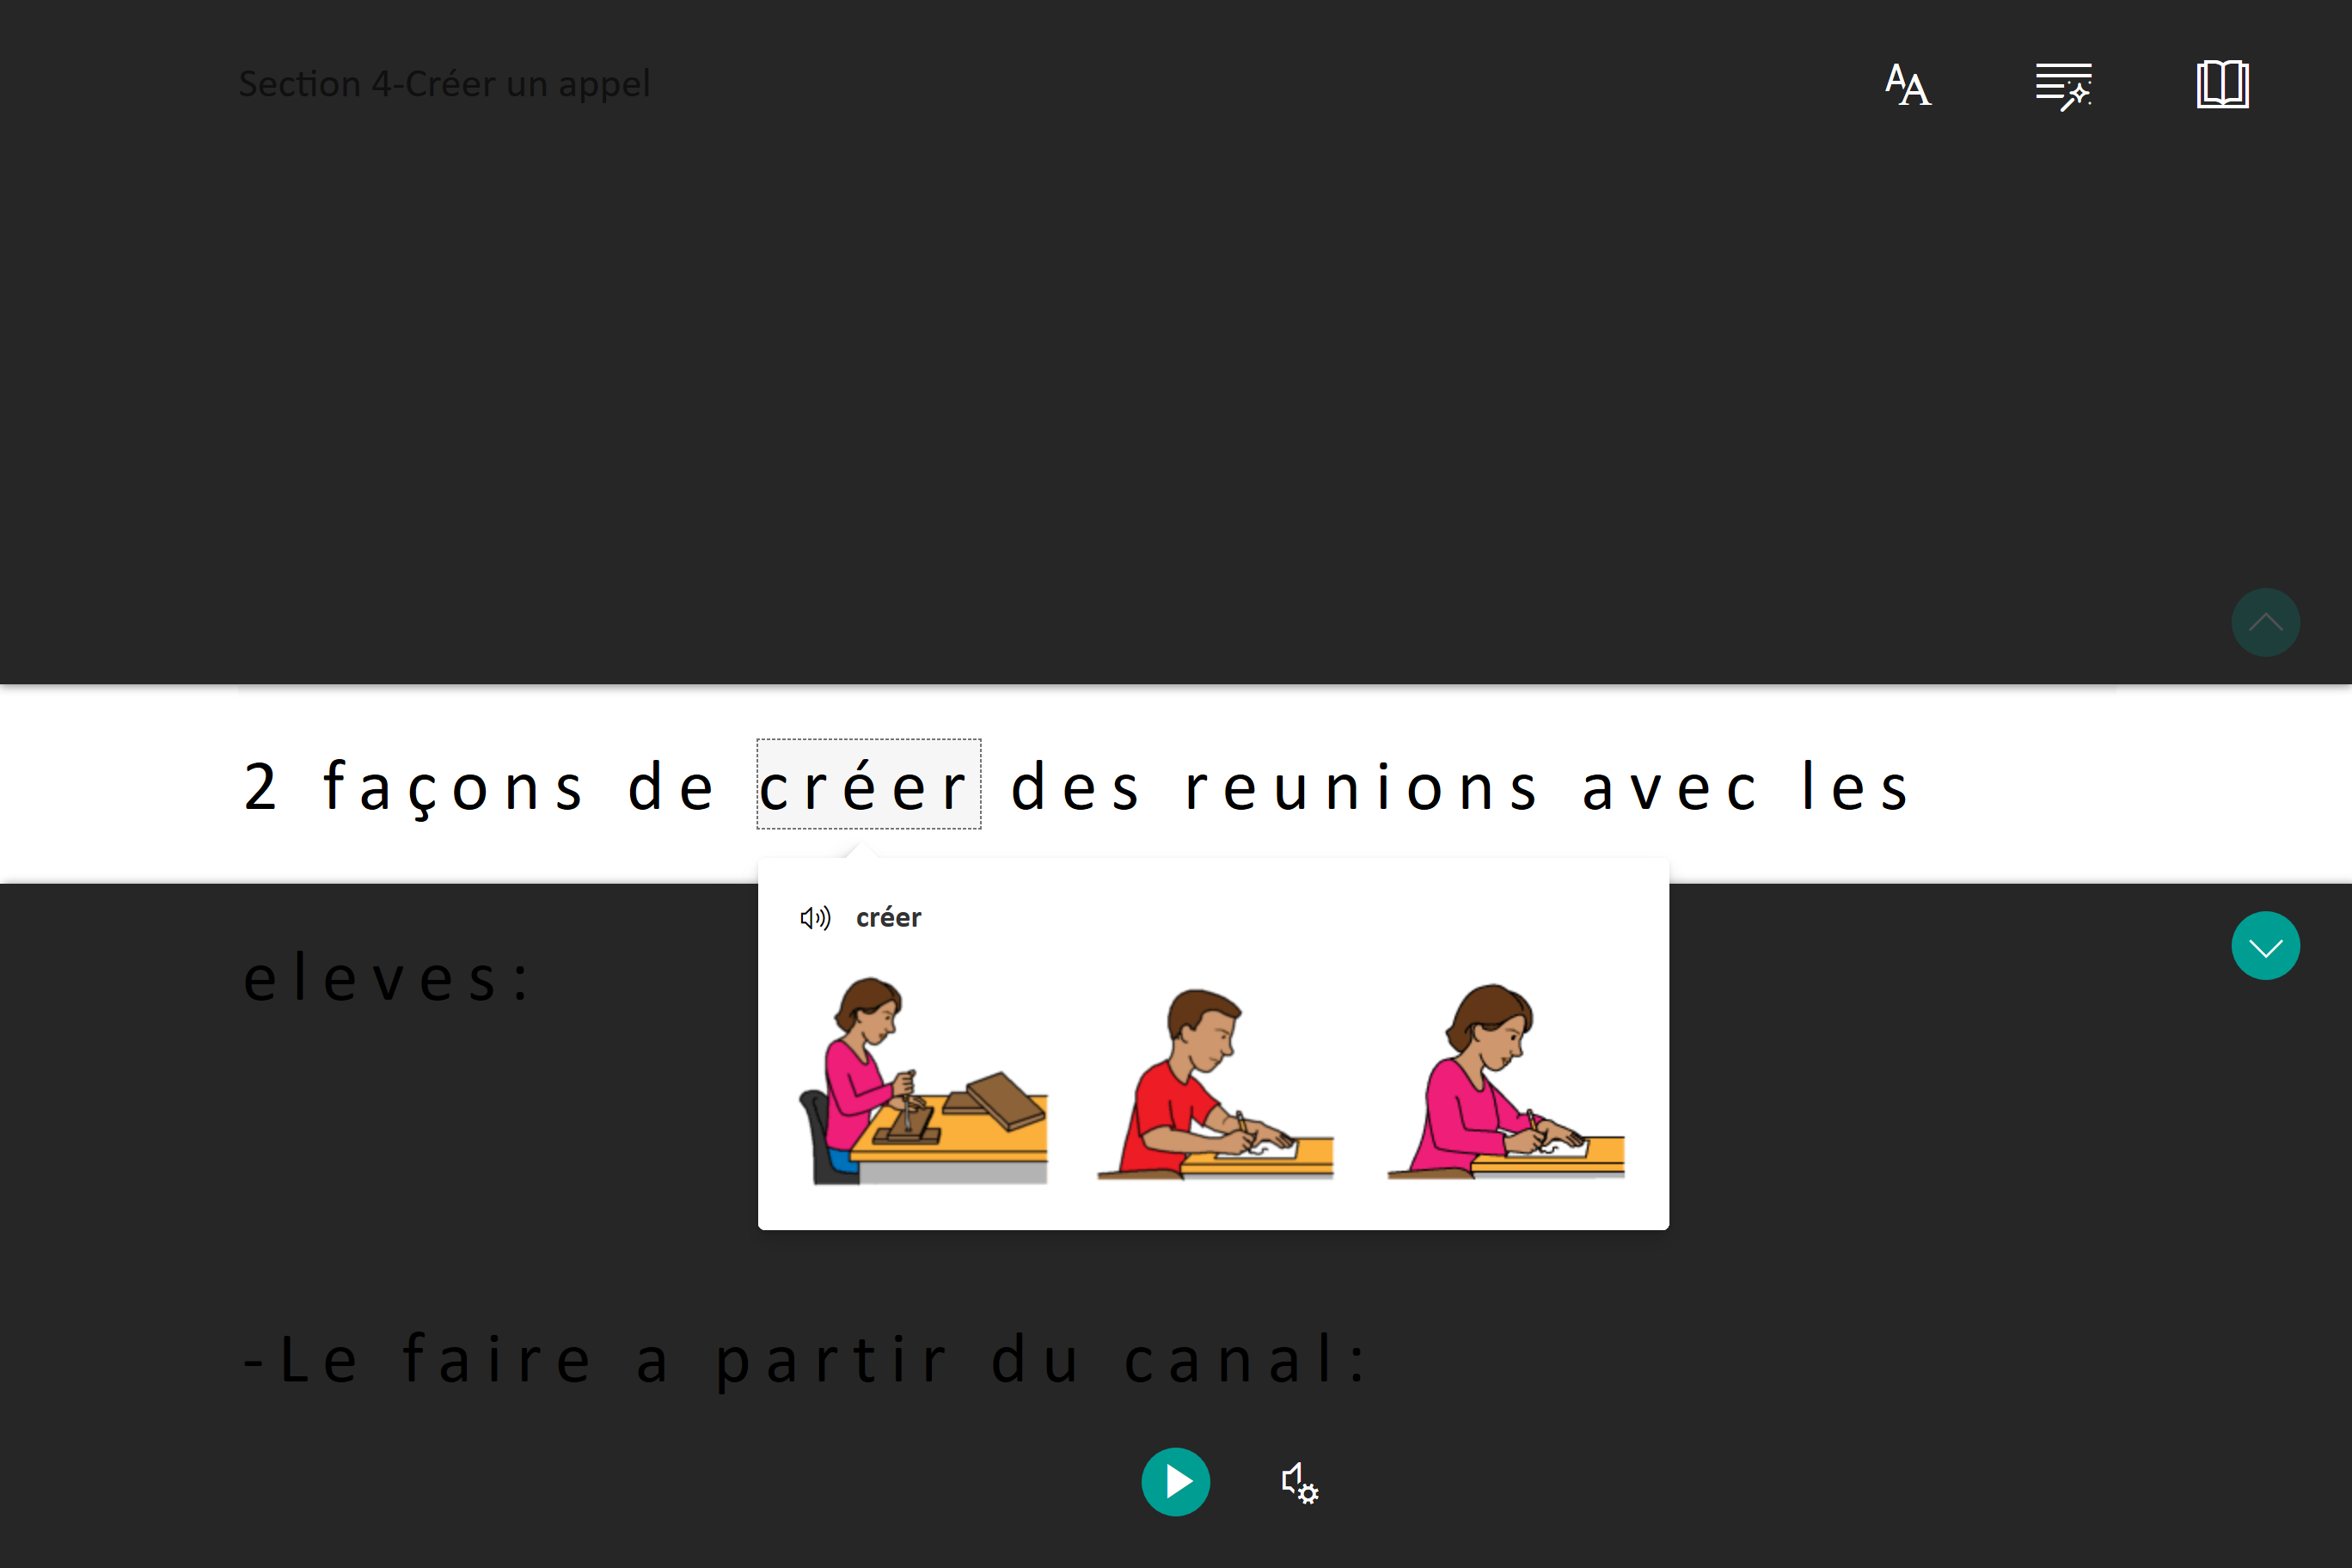 Section 4-Créer un appel
2 façons de créer des reunions avec les
créer
eleves:
-Le faire a partir du canal: